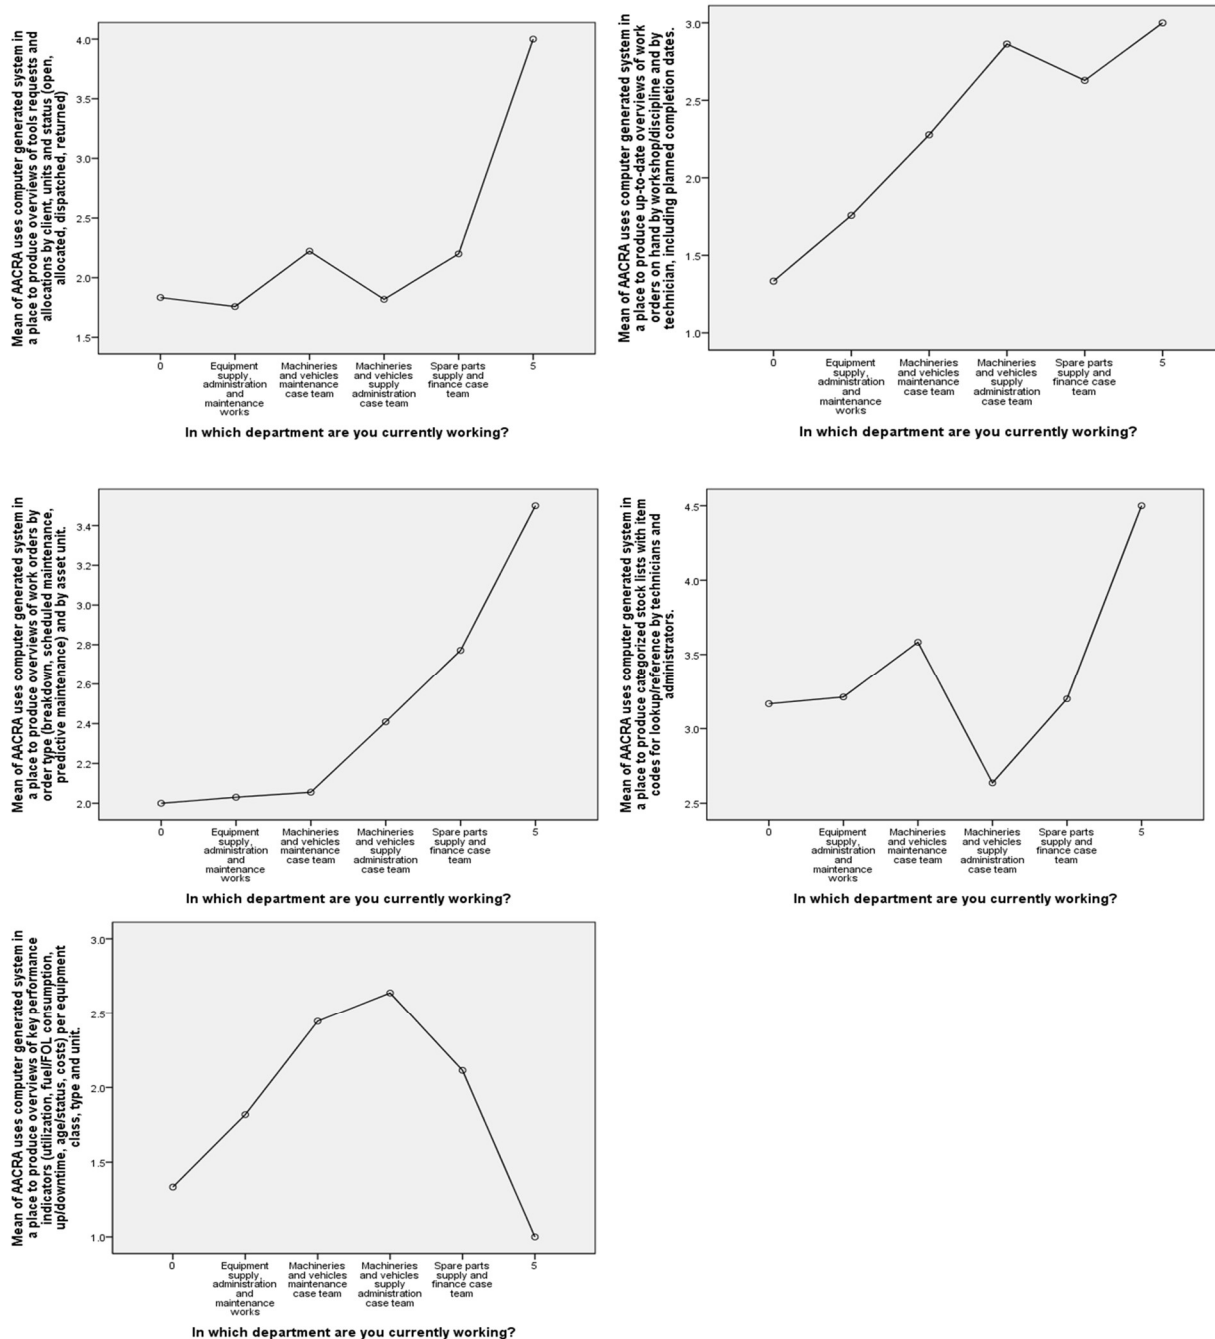 Mean of AACRA uses computer generated system in
a place to produce overviews of tools requests and
allocations by client, units and status (open,
allocated, dispatched, returned)
4.0
3.5
3.0
2.5
2.0
1.5
0
Equipment
supply,
administration
and
maintenance
works
Machineries
and vehicles
maintenance
case team
Machineries
and vehicles
supply
administration
case team
Spare parts
supply and
finance case
team
5
In which department are you currently working?
Mean of AACRA uses computer generated system in
a place to produce up-to-date overviews of work
orders on hand by workshop/discipline and by
technician, including planned completion dates.
3.0
2.5
2.0
1.5
1.0
0
Equipment
supply,
administration
and
maintenance
works
Machineries
and vehicles
maintenance
case team
Machineries
and vehicles
supply
administration
case team
Spare parts
supply and
finance case
team
5
In which department are you currently working?
Mean of AACRA uses computer generated system in
a place to produce overviews of work orders by
order type (breakdown, scheduled maintenance,
predictive maintenance) and by asset unit.
3.4
3.2
3.0
2.8
2.6
2.4
2.2
2.0
0
Equipment
supply,
administration
and
maintenance
works
Machineries
and vehicles
maintenance
case team
Machineries
and vehicles
supply
administration
case team
Spare parts
supply and
finance case
team
5
In which department are you currently working?
Mean of AACRA uses computer generated system in
a place to produce categorized stock lists with item
codes for lookup/reference by technicians and
administrators.
4.5
4.0
3.5
3.0
2.5
0
Equipment
supply,
administration
and
maintenance
works
Machineries
and vehicles
maintenance
case team
Machineries
and vehicles
supply
administration
case team
Spare parts
supply and
finance case
team
5
In which department are you currently working?
Mean of AACRA uses computer generated system in
a place to produce overviews of key performance
indicators (utilization, fuel/FOL consumption,
up/downtime, age/status, costs) per equipment
class, type and unit.
3.0
2.5
2.0
1.5
1.0
0
Equipment
supply,
administration
and
maintenance
works
Machineries
and vehicles
maintenance
case team
Machineries
and vehicles
supply
administration
case team
Spare parts
supply and
finance case
team
5
In which department are you currently working?